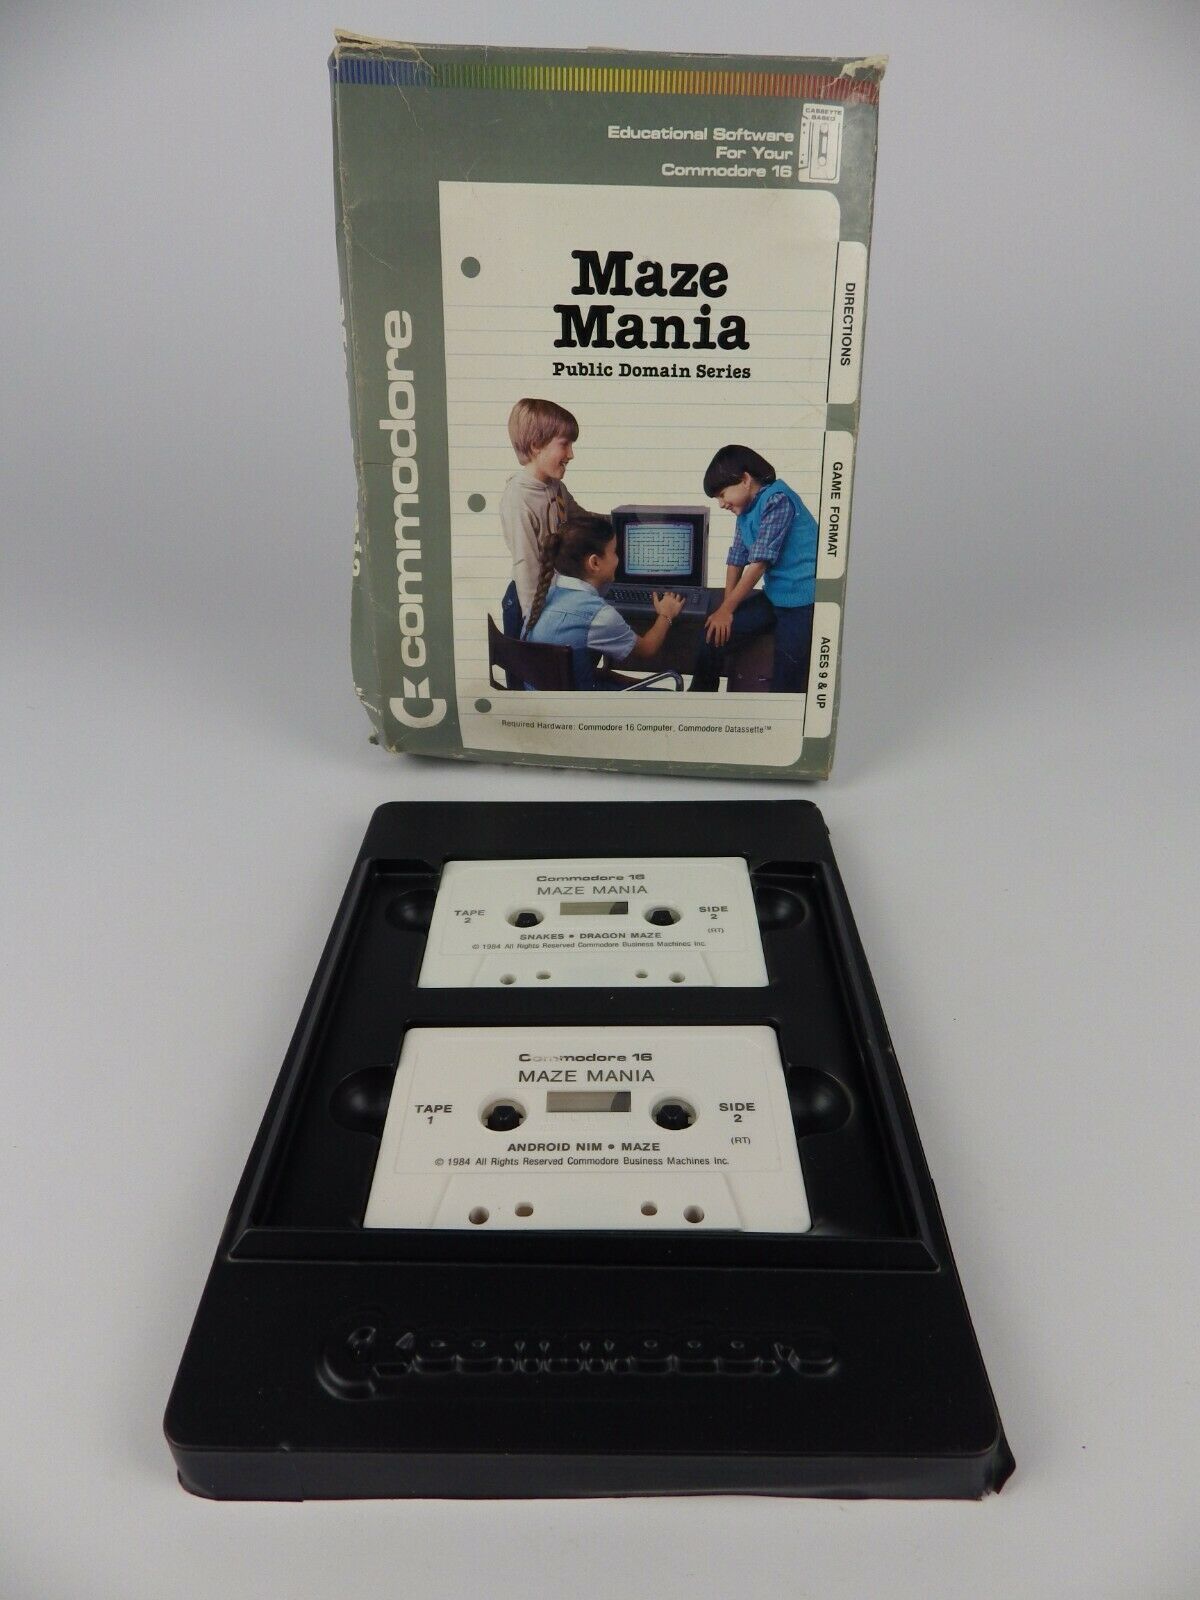 CASSETTE
BASED
Educational Software
For Your
Commodore 16
Maze
Mania
Public Domain Series
DIRECTIONS
GAME FORMAT
AGES 9 & UP
commodore
Required Hardware: Commodore 16 Computer, Commodore Datassette™
Commodore 16
MAZE MANIA
TAPE
2
SIDE
2
(RT)
SNAKES • DRAGON MAZE
© 1984 All Rights Reserved Commodore Business Machines Inc.
Commodore 16
MAZE MANIA
TAPE
1
SIDE
2
(RT)
ANDROID NIM • MAZE
© 1984 All Rights Reserved Commodore Business Machines Inc.
commodore